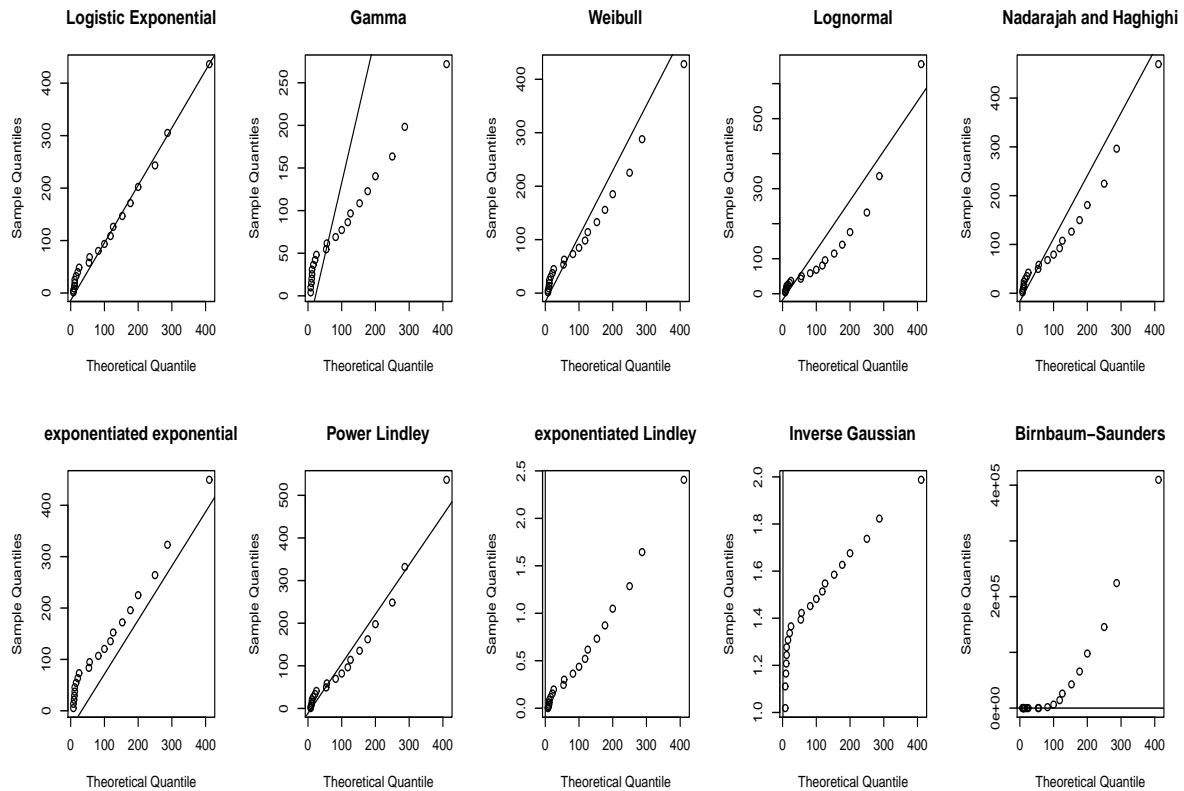 Logistic Exponential
Sample Quantiles
0 100 200 300 400
0 100 200 300 400
Theoretical Quantile
Gamma
Sample Quantiles
0 50 100 150 200 250
0 100 200 300 400
Theoretical Quantile
Weibull
Sample Quantiles
0 100 200 300 400
0 100 200 300 400
Theoretical Quantile
Lognormal
Sample Quantiles
0 100 300 500
0 100 200 300 400
Theoretical Quantile
Nadarajah and Haghighi
Sample Quantiles
0 100 200 300 400
0 100 200 300 400
Theoretical Quantile
exponentiated exponential
Sample Quantiles
0 100 200 300 400
0 100 200 300 400
Theoretical Quantile
Power Lindley
Sample Quantiles
0 100 200 300 400 500
0 100 200 300 400
Theoretical Quantile
exponentiated Lindley
Sample Quantiles
0.0 0.5 1.0 1.5 2.0 2.5
0 100 200 300 400
Theoretical Quantile
Inverse Gaussian
Sample Quantiles
1.0 1.2 1.4 1.6 1.8 2.0
0 100 200 300 400
Theoretical Quantile
Birnbaum−Saunders
Sample Quantiles
0e+00 2e+05 4e+05
0 100 200 300 400
Theoretical Quantile